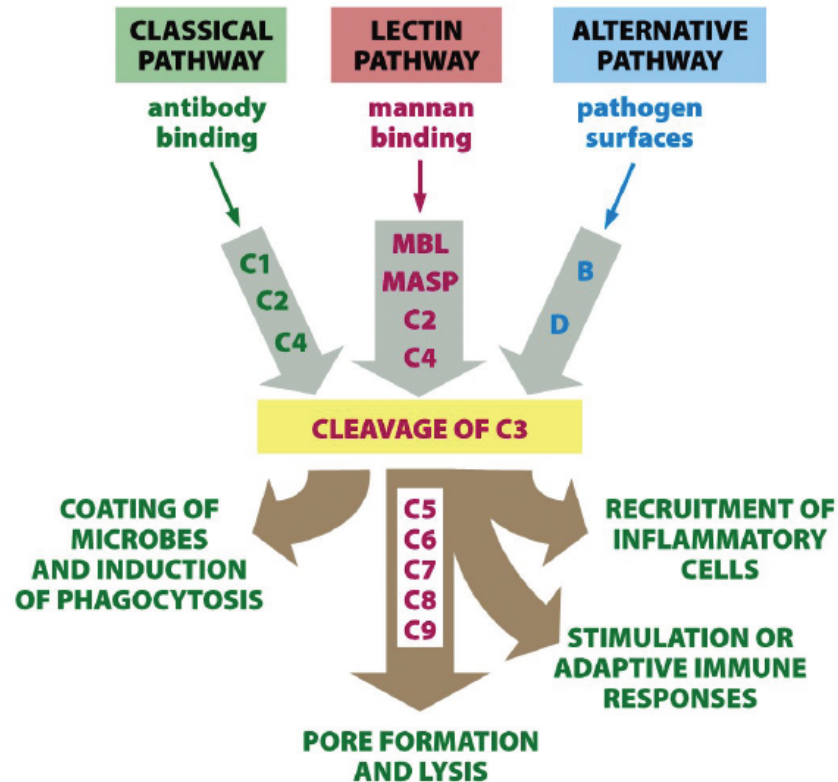 CLASSICAL
PATHWAY
LECTIN
PATHWAY
ALTERNATIVE
PATHWAY
antibody
binding
mannan
binding
pathogen
surfaces
C1
C2
C4
MBL
MASP
C2
C4
B
D
CLEAVAGE OF C3
COATING OF
MICROBES
AND INDUCTION
OF PHAGOCYTOSIS
C5
C6
C7
C8
C9
RECRUITMENT OF
INFLAMMATORY
CELLS
STIMULATION OR
ADAPTIVE IMMUNE
RESPONSES
PORE FORMATION
AND LYSIS